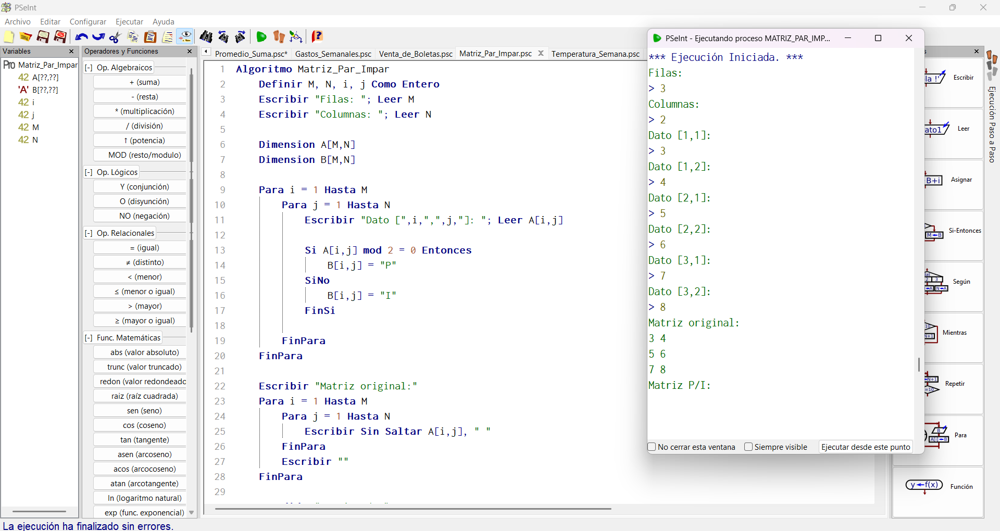 PSeInt
Archivo Editar Configurar Ejecutar Ayuda
Variables
Pro Matriz_Par_Impar
42 A[??,??]
'A' B[??,??]
42 i
42 j
42 M
42 N
Operadores y Funciones
[-] Op. Algebraicos
+ (suma)
- (resta)
* (multiplicación)
/ (división)
↑ (potencia)
MOD (resto/modulo)
[-] Op. Lógicos
Y (conjunción)
O (disyunción)
NO (negación)
[-] Op. Relacionales
= (igual)
≠ (distinto)
< (menor)
≤ (menor o igual)
> (mayor)
≥ (mayor o igual)
[-] Func. Matemáticas
abs (valor absoluto)
trunc (valor truncado)
redon (valor redondeado
raiz (raíz cuadrada)
sen (seno)
cos (coseno)
tan (tangente)
asen (arcoseno)
acos (arcocoseno)
atan (arcotangente)
ln (logaritmo natural)
exp (func. exponencial)
Promedio_Suma.psc* Gastos_Semanales.psc Venta_de_Boletas.psc Matriz_Par_Impar.psc Temperatura_Semana.psc
1 Algoritmo Matriz_Par_Impar
2 Definir M, N, i, j Como Entero
3 Escribir "Filas: "; Leer M
4 Escribir "Columnas: "; Leer N
5
6 Dimension A[M,N]
7 Dimension B[M,N]
8
9 Para i = 1 Hasta M
10 Para j = 1 Hasta N
11 Escribir "Dato [",i,",",j,"]: "; Leer A[i,j]
12
13 Si A[i,j] mod 2 = 0 Entonces
14 B[i,j] = "P"
15 SiNo
16 B[i,j] = "I"
17 FinSi
18
19 FinPara
20 FinPara
21
22 Escribir "Matriz original:"
23 Para i = 1 Hasta M
24 Para j = 1 Hasta N
25 Escribir Sin Saltar A[i,j], " "
26 FinPara
27 Escribir ""
28 FinPara
29
PSeInt - Ejecutando proceso MATRIZ_PAR_IMP...
*** Ejecución Iniciada. ***
Filas:
> 3
Columnas:
> 2
Dato [1,1]:
> 3
Dato [1,2]:
> 4
Dato [2,1]:
> 5
Dato [2,2]:
> 6
Dato [3,1]:
> 7
Dato [3,2]:
> 8
Matriz original:
3 4
5 6
7 8
Matriz P/I:
No cerrar esta ventana Siempre visible Ejecutar desde este punto
Escribir
Leer
B+i Asignar
M←B Si-Entonces
Según
Mientras
Repetir
B
A[i]←B Para
y←f(x) Función
Ejecución Paso a Paso
La ejecución ha finalizado sin errores.